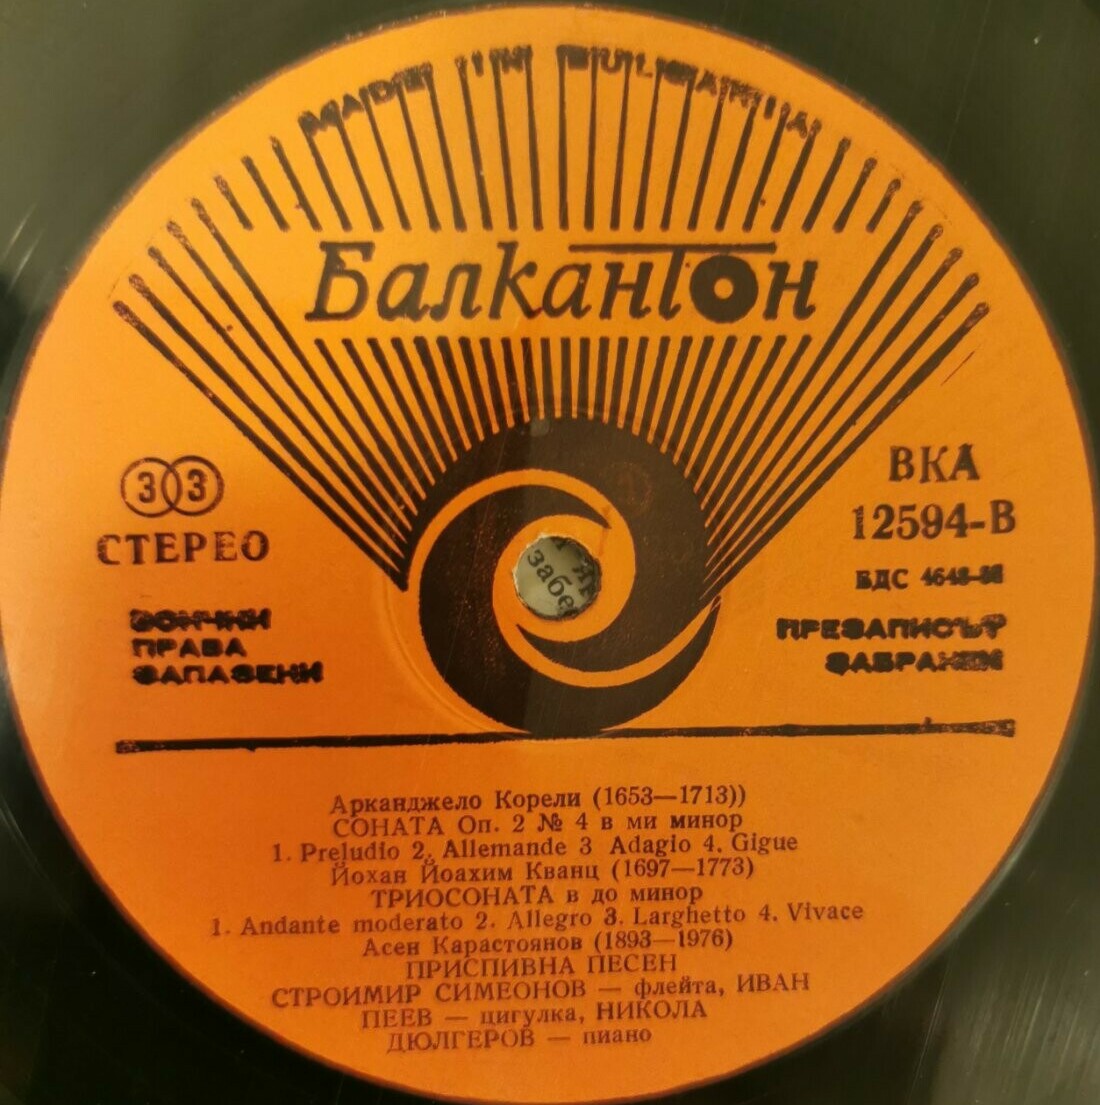 MADE IN BULGARIA
Балкантон
33
СТЕРЕО
ВКА
12594-В
БДС
ВСИЧКИ
ПРАВА
ЗАПАЗЕНИ
ПРЕЗАПИСЪТ
ЗАБРАНЕН
забе
Арканджело Корели (1653—1713))
СОНАТА Оп. 2 № 4 в ми минор
1. Preludio 2. Allemande 3 Adagio 4. Gigue
Йохан Йоахим Кванц (1697—1773)
ТРИОСОНАТА в до минор
1. Andante moderato 2. Allegro 3. Larghetto 4. Vivace
Асен Карастоянов (1893—1976)
ПРИСПИВНА ПЕСЕН
СТРОИМИР СИМЕОНОВ — флейта, ИВАН
ПЕЕВ — цигулка, НИКОЛА
ДЮЛГЕРОВ — пиано